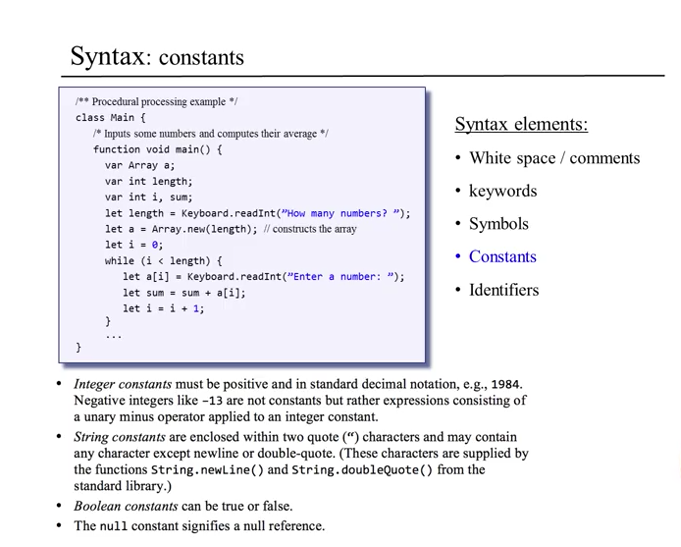 Syntax: constants
/** Procedural processing example */
class Main {
/* Inputs some numbers and computes their average */
function void main() {
var Array a;
var int length;
var int i, sum;
let length = Keyboard.readInt(”How many numbers? ”);
let a = Array.new(length); // constructs the array
let i = 0;
while (i < length) {
let a[i] = Keyboard.readInt(”Enter a number: ”);
let sum = sum + a[i];
let i = i + 1;
}
...
}
Syntax elements:
• White space / comments
• keywords
• Symbols
• Constants
• Identifiers
• Integer constants must be positive and in standard decimal notation, e.g., 1984.
Negative integers like -13 are not constants but rather expressions consisting of
a unary minus operator applied to an integer constant.
• String constants are enclosed within two quote (“) characters and may contain
any character except newline or double-quote. (These characters are supplied by
the functions String.newLine() and String.doubleQuote() from the
standard library.)
• Boolean constants can be true or false.
• The null constant signifies a null reference.